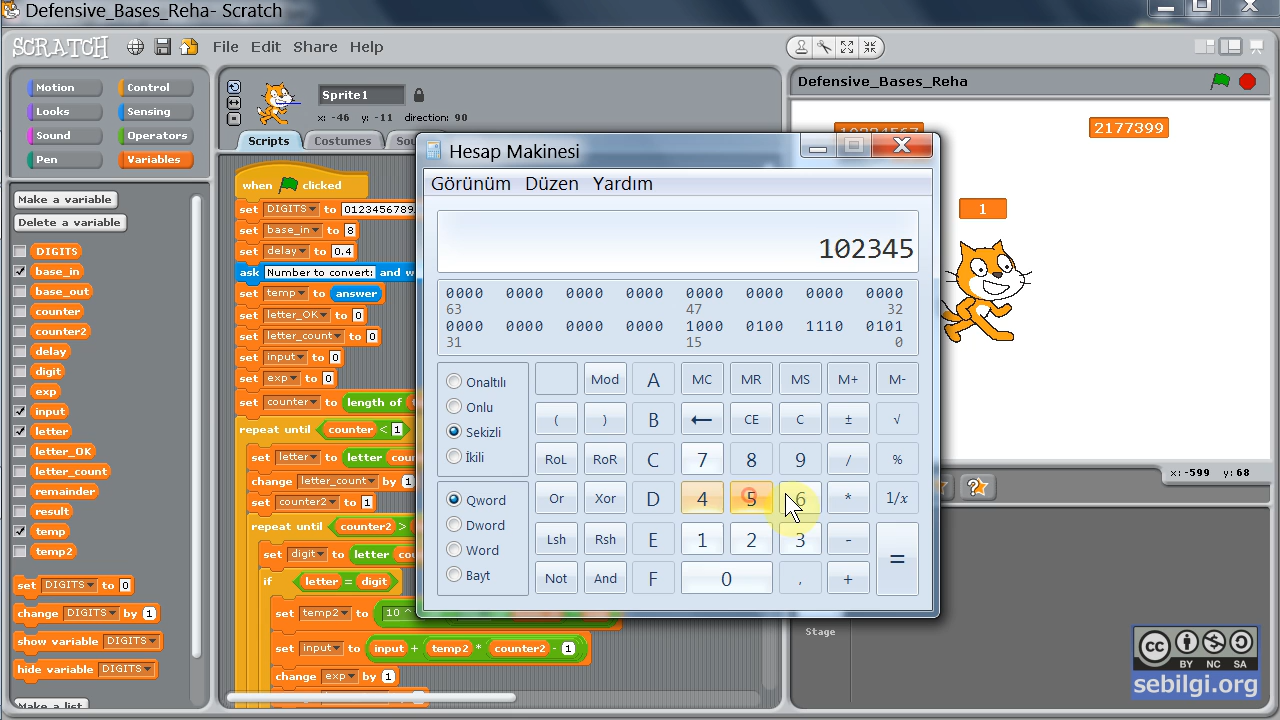 Defensive_Bases_Reha- Scratch
SCRATCH File Edit Share Help
Motion Control
Looks Sensing
Sound Operators
Pen Variables
Make a variable
Delete a variable
DIGITS
base_in
base_out
counter
counter2
delay
digit
exp
input
letter
letter_OK
letter_count
remainder
result
temp
temp2
set DIGITS to 0
change DIGITS by 1
show variable DIGITS
hide variable DIGITS
Make a list
Sprite1
x: -46 y: -11 direction: 90
Scripts Costumes
when clicked
set DIGITS to 0123456789
set base_in to 8
set delay to 0.4
ask Number to convert: and
set temp to answer
set letter_OK to 0
set letter_count to 0
set input to 0
set exp to 0
set counter to length of
repeat until counter < 1
set letter to letter
change letter_count by 1
set counter2 to 1
repeat until counter2 >
set digit to letter
if letter = digit
set temp2 to 10 ^
set input to input + temp2 * counter2 - 1
change exp by 1
Hesap Makinesi
Görünüm Düzen Yardım
102345
0000 0000 0000 0000 0000 0000 0000 0000
63 47 32
0000 0000 0000 0000 1000 0100 1110 0101
31 15 0
Onaltılı
Onlu
Sekizli
İkili
Qword
Dword
Word
Bayt
Mod A MC MR MS M+ M-
( ) B ← CE C ± √
RoL RoR C 7 8 9 / %
Or Xor D 4 5 6 * 1/x
Lsh Rsh E 1 2 3 - =
Not And F 0 , +
Defensive_Bases_Reha
10234567
2177399
1
x: -599 y: 68
Stage
cc BY NC SA
sebilgi.org